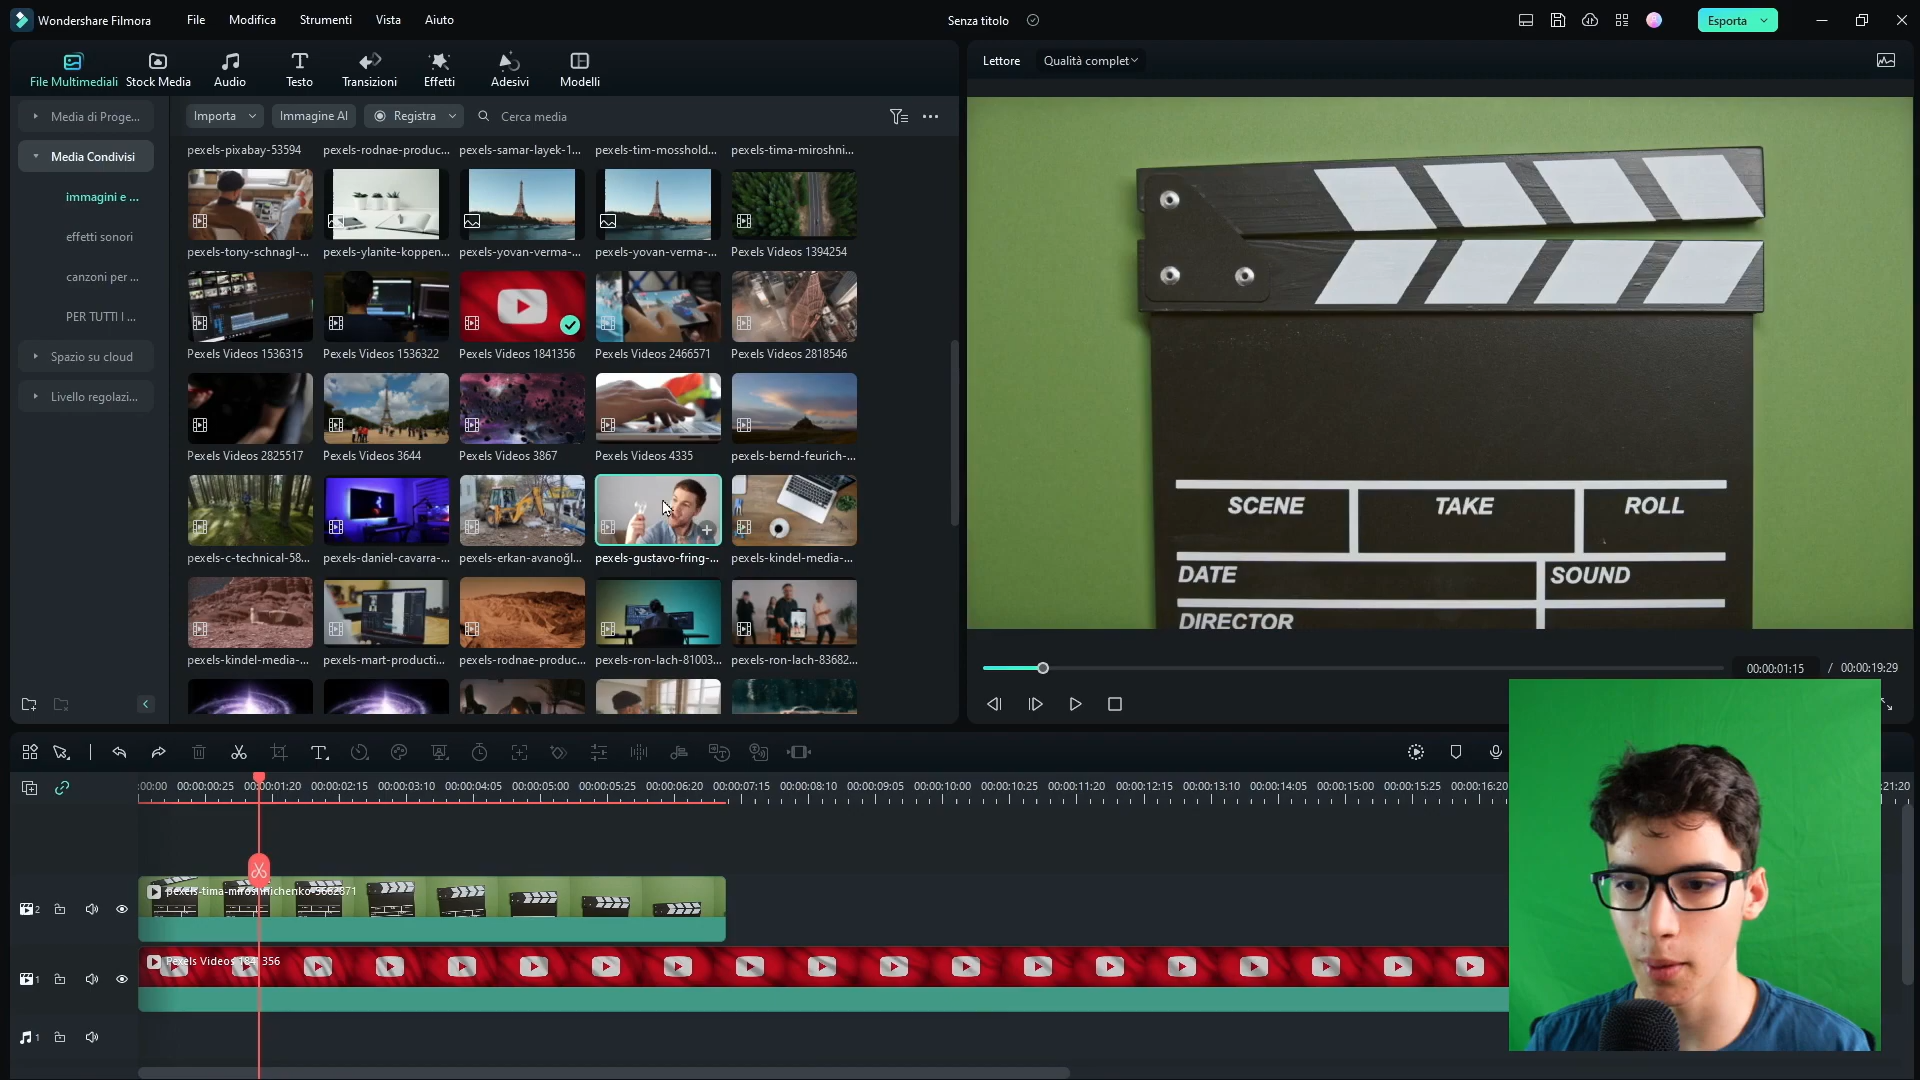 Wondershare Filmora
File
Modifica
Strumenti
Vista
Aiuto
Senza titolo
Esporta
File Multimediali
Stock Media
Audio
Testo
Transizioni
Effetti
Adesivi
Modelli
Lettore
Qualità complet
Media di Proge...
Media Condivisi
immagini e ...
effetti sonori
canzoni per ...
PER TUTTI I ...
Spazio su cloud
Livello regolazi...
Importa
Immagine AI
Registra
Cerca media
pexels-pixabay-53594
pexels-rodnae-produc...
pexels-samar-layek-1...
pexels-tim-mosshold...
pexels-tima-miroshni...
pexels-tony-schnagl-...
pexels-ylanite-koppen...
pexels-yovan-verma-...
pexels-yovan-verma-...
Pexels Videos 1394254
Pexels Videos 1536315
Pexels Videos 1536322
Pexels Videos 1841356
Pexels Videos 2466571
Pexels Videos 2818546
Pexels Videos 2825517
Pexels Videos 3644
Pexels Videos 3867
Pexels Videos 4335
pexels-bernd-feurich-...
pexels-c-technical-58...
pexels-daniel-cavarra-...
pexels-erkan-avanoğl...
pexels-gustavo-fring-...
pexels-kindel-media-...
pexels-kindel-media-...
pexels-mart-producti...
pexels-rodnae-produc...
pexels-ron-lach-81003...
pexels-ron-lach-83682...
SCENE
TAKE
ROLL
DATE
SOUND
DIRECTOR
00:00:01:15
/ 00:00:19:29
:00:00
00:00:00:25
00:00:01:20
00:00:02:15
00:00:03:10
00:00:04:05
00:00:05:00
00:00:05:25
00:00:06:20
00:00:07:15
00:00:08:10
00:00:09:05
00:00:10:00
00:00:10:25
00:00:11:20
00:00:12:15
00:00:13:10
00:00:14:05
00:00:15:00
00:00:15:25
00:00:16:20
:21:20
2
pexels-tima-miroshnichenko-5662871
1
Pexels Videos 1841356
1